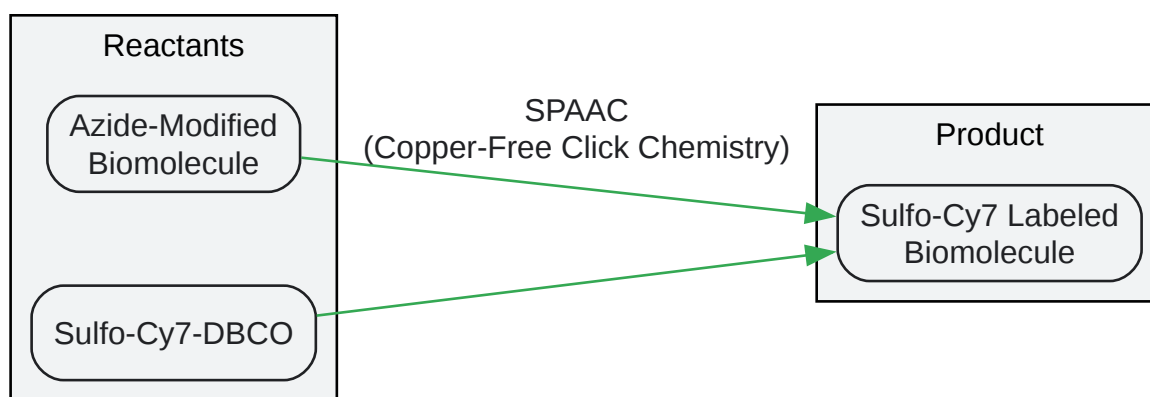 Reactants
Azide-Modified
Biomolecule
Sulfo-Cy7-DBCO
SPAAC
(Copper-Free Click Chemistry)
Product
Sulfo-Cy7 Labeled
Biomolecule